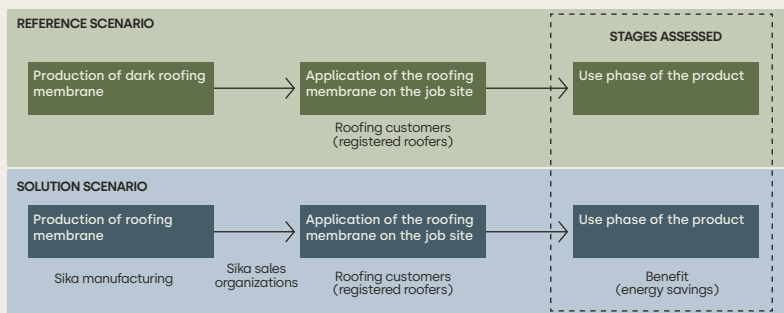 REFERENCE SCENARIO
STAGES ASSESSED
Production of dark roofing
membrane
Application of the roofing
membrane on the job site
Use phase of the product
Roofing customers
(registered roofers)
SOLUTION SCENARIO
Production of roofing
membrane
Application of the roofing
membrane on the job site
Use phase of the product
Sika manufacturing
Sika sales
organizations
Roofing customers
(registered roofers)
Benefit
(energy savings)